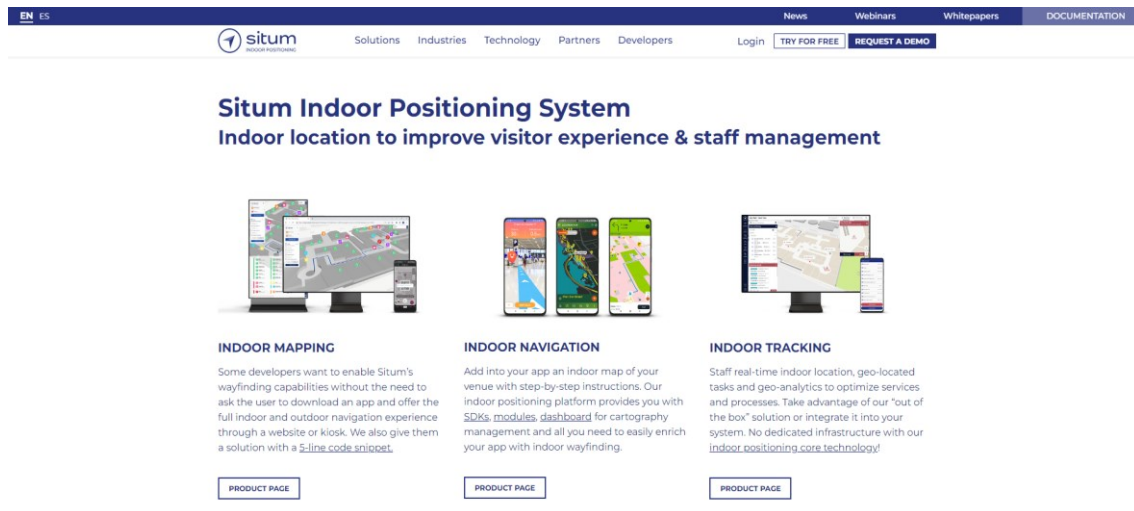 EN ES
News Webinars Whitepapers DOCUMENTATION
situm
INDOOR POSITIONING
Solutions Industries Technology Partners Developers
Login TRY FOR FREE REQUEST A DEMO
Situm Indoor Positioning System
Indoor location to improve visitor experience & staff management
INDOOR MAPPING
Some developers want to enable Situm's
wayfinding capabilities without the need to
ask the user to download an app and offer the
full indoor and outdoor navigation experience
through a website or kiosk. We also give them
a solution with a 5-line code snippet.
PRODUCT PAGE
INDOOR NAVIGATION
Add into your app an indoor map of your
venue with step-by-step instructions. Our
indoor positioning platform provides you with
SDKs, modules, dashboard for cartography
management and all you need to easily enrich
your app with indoor wayfinding.
PRODUCT PAGE
INDOOR TRACKING
Staff real-time indoor location, geo-located
tasks and geo-analytics to optimize services
and processes. Take advantage of our "out of
the box" solution or integrate it into your
system. No dedicated infrastructure with our
indoor positioning core technology!
PRODUCT PAGE